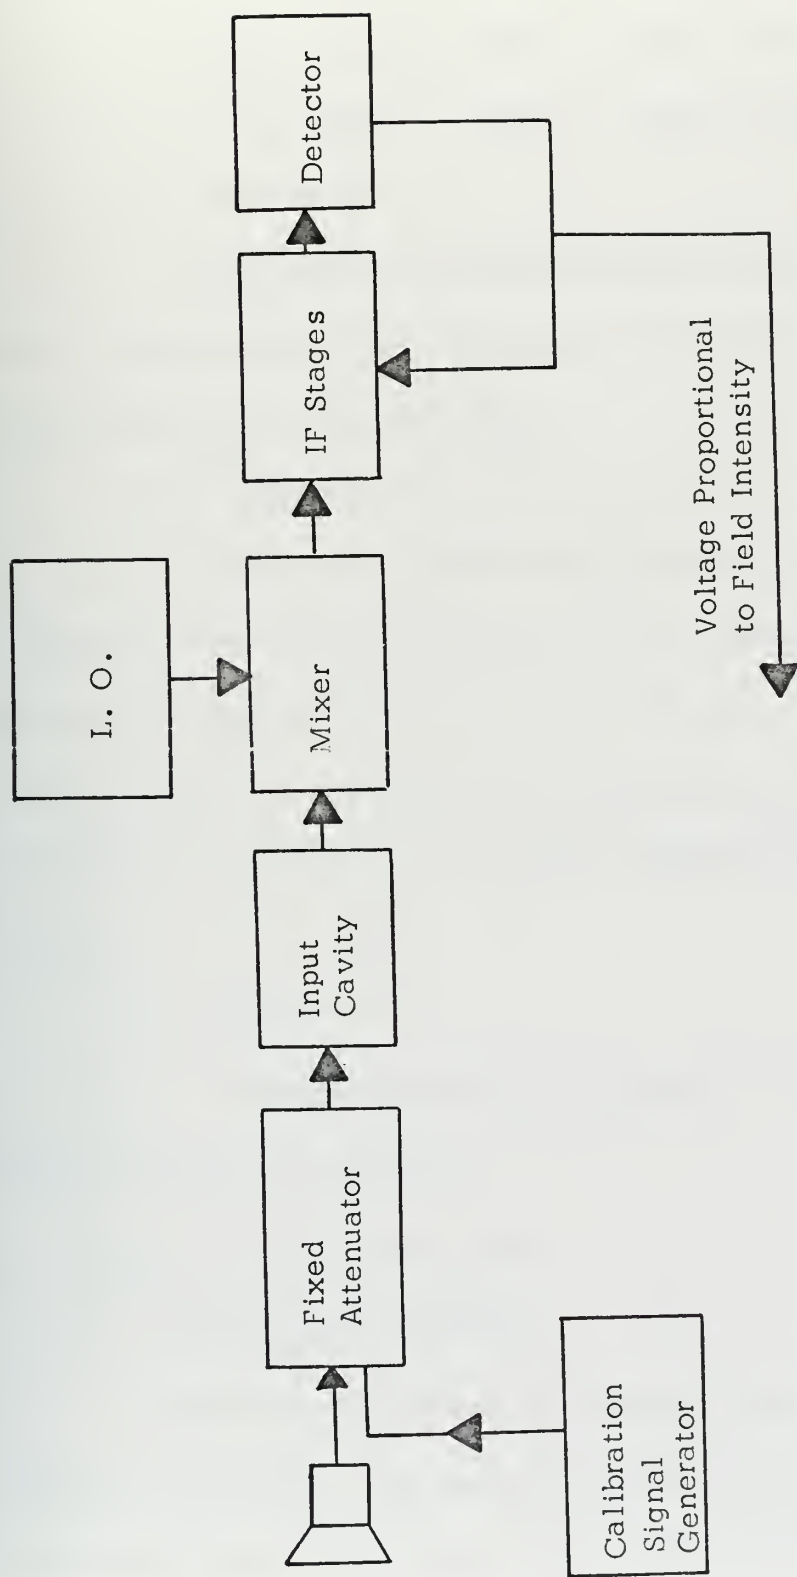 L. O.
Fixed
Attenuator
Input
Cavity
Mixer
IF Stages
Detector
Calibration
Signal
Generator
Voltage Proportional
to Field Intensity